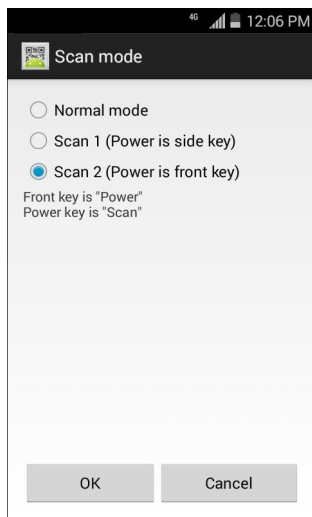 4G 12:06 PM
Scan mode
Normal mode
Scan 1 (Power is side key)
Scan 2 (Power is front key)
Front key is "Power"
Power key is "Scan"
OK Cancel